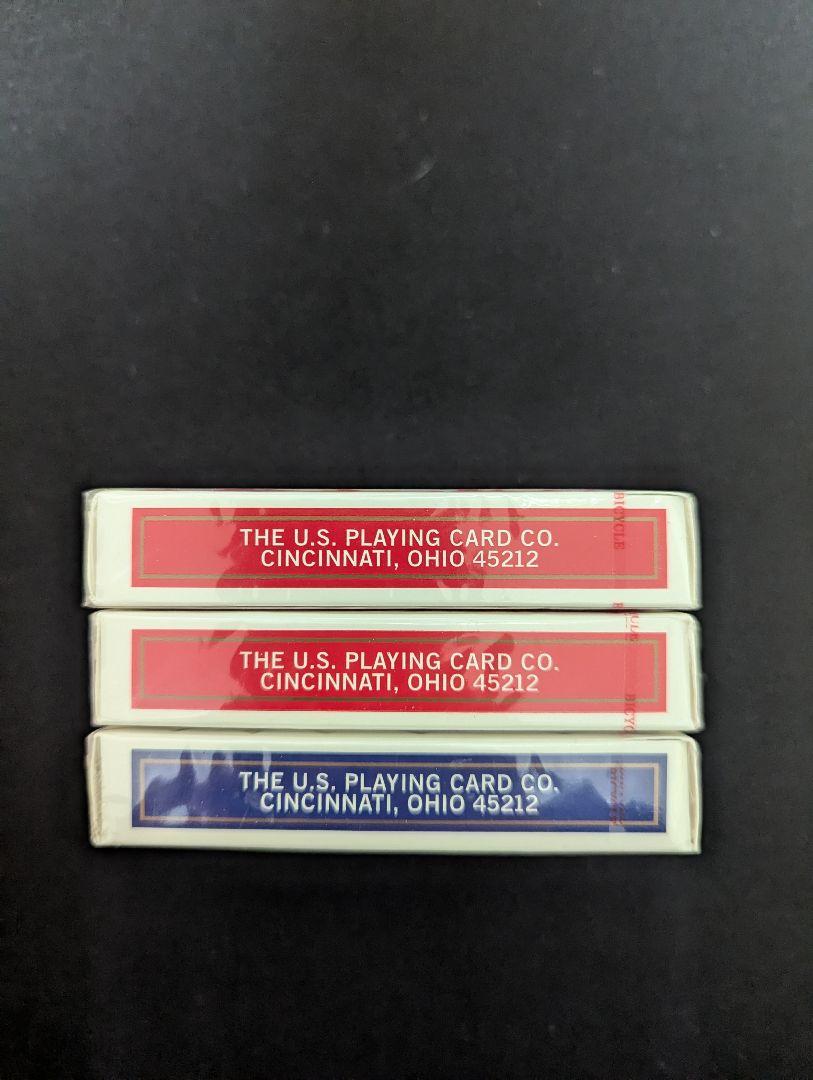 THE U.S. PLAYING CARD CO.
CINCINNATI, OHIO 45212
BICYCLE
THE U.S. PLAYING CARD CO.
CINCINNATI, OHIO 45212
THE U.S. PLAYING CARD CO.
CINCINNATI, OHIO 45212